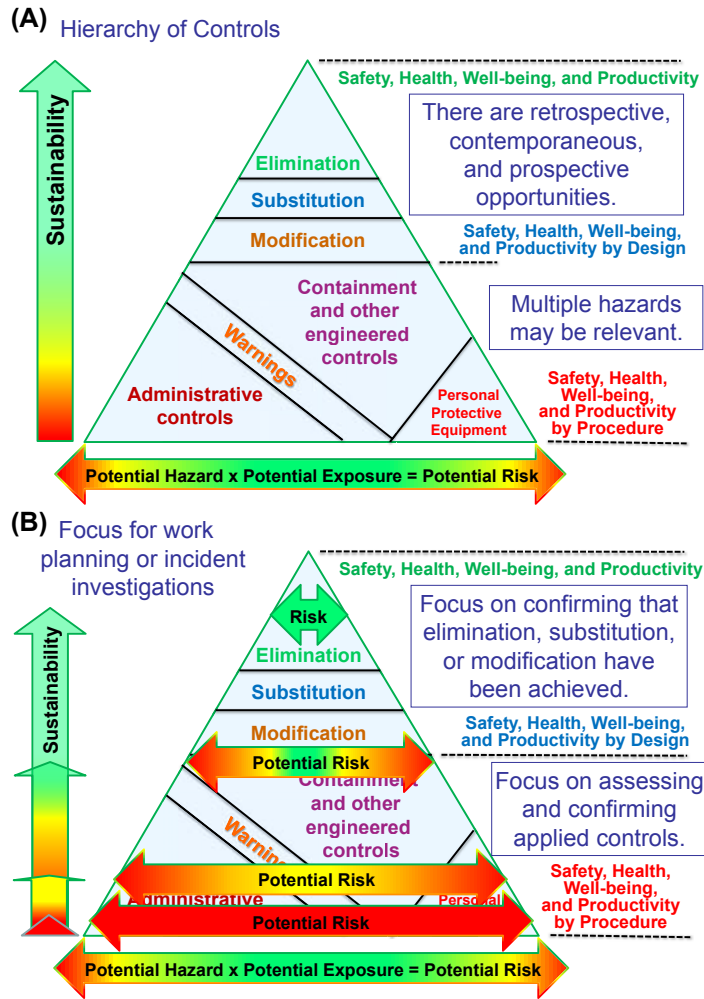 (A) Hierarchy of Controls
Safety, Health, Well-being, and Productivity
There are retrospective,
contemporaneous,
and prospective
opportunities.
Sustainability
Elimination
Substitution
Modification
Safety, Health, Well-being,
and Productivity by Design
Containment
and other
engineered
controls
Multiple hazards
may be relevant.
Warnings
Administrative
controls
Personal
Protective
Equipment
Safety, Health,
Well-being,
and Productivity
by Procedure
Potential Hazard x Potential Exposure = Potential Risk
(B) Focus for work
planning or incident
investigations
Safety, Health, Well-being, and Productivity
Focus on confirming that
elimination, substitution,
or modification have
been achieved.
Sustainability
Risk
Elimination
Substitution
Modification
Safety, Health, Well-being,
and Productivity by Design
Potential Risk
Containment
and other
engineered
controls
Focus on assessing
and confirming
applied controls.
Warning
Potential Risk
Administrative
Personal
Safety, Health,
Well-being,
and Productivity
by Procedure
Potential Risk
Potential Hazard x Potential Exposure = Potential Risk